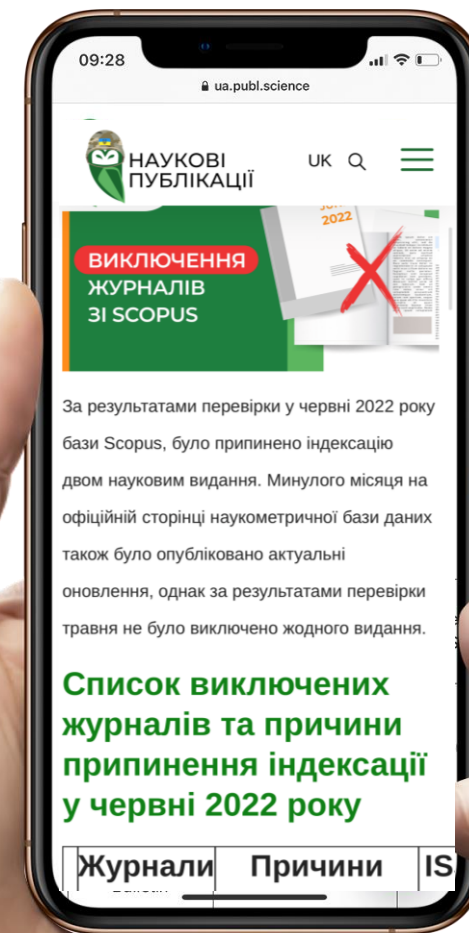 09:28
ua.publ.science
НАУКОВІ
ПУБЛІКАЦІЇ
UK
2022
ВИКЛЮЧЕННЯ
ЖУРНАЛІВ
ЗІ SCOPUS
За результатами перевірки у червні 2022 року
бази Scopus, було припинено індексацію
двом науковим видання. Минулого місяця на
офіційній сторінці наукометричної бази даних
також було опубліковано актуальні
оновлення, однак за результатами перевірки
травня не було виключено жодного видання.
Список виключених
журналів та причини
припинення індексації
у червні 2022 року
Журнали Причини IS